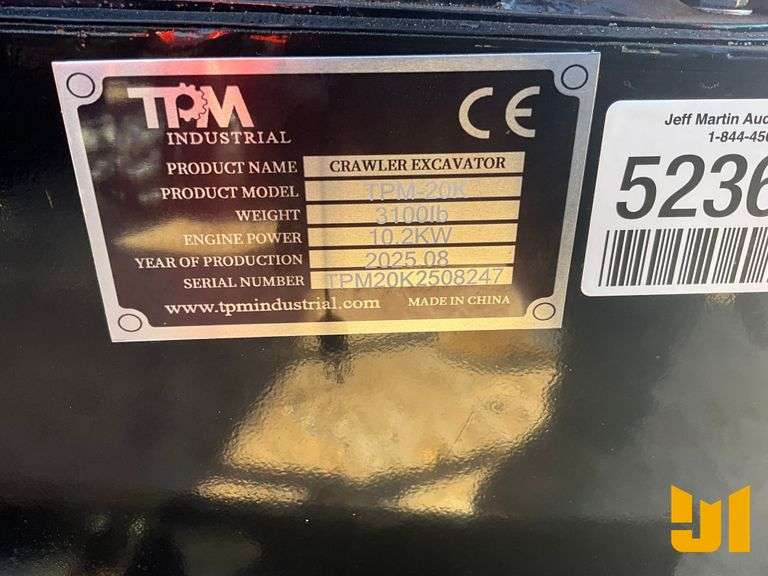 TPM
INDUSTRIAL
CE
PRODUCT NAME CRAWLER EXCAVATOR
PRODUCT MODEL TPM-20K
WEIGHT 3100lb
ENGINE POWER 10.2KW
YEAR OF PRODUCTION 2025.08
SERIAL NUMBER TPM20K2508247
www.tpmindustrial.com MADE IN CHINA
Jeff Martin Auc
1-844-450
5236